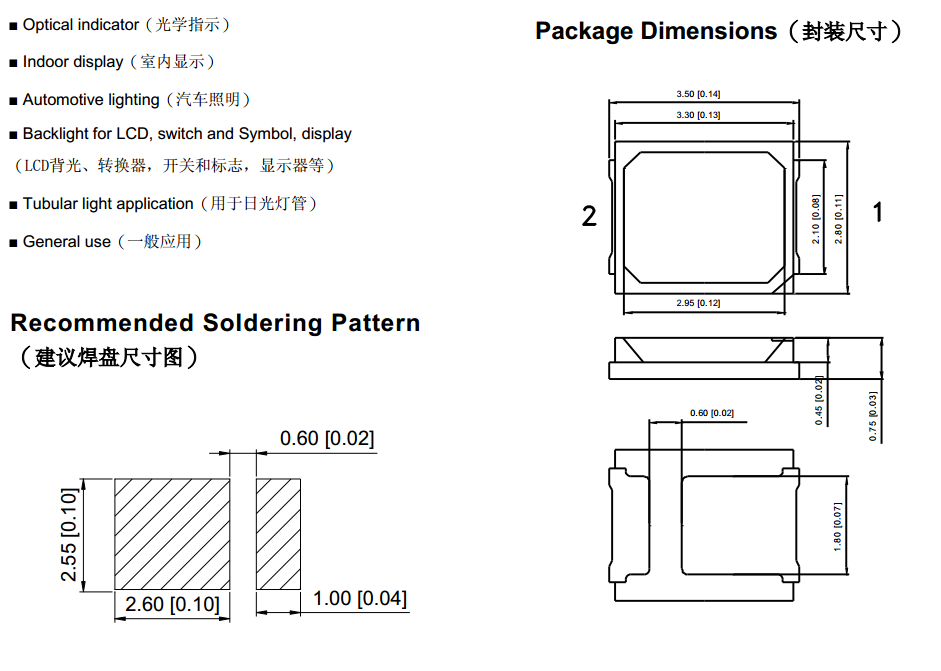 ■ Optical indicator（光学指示）
■ Indoor display（室内显示）
■ Automotive lighting（汽车照明）
■ Backlight for LCD, switch and Symbol, display
（LCD背光、转换器，开关和标志，显示器等）
■ Tubular light application（用于日光灯管）
■ General use（一般应用）
Recommended Soldering Pattern
（建议焊盘尺寸图）
0.60 [0.02]
2.55 [0.10]
2.60 [0.10]
1.00 [0.04]
Package Dimensions（封装尺寸）
3.50 [0.14]
3.30 [0.13]
2
2.10 [0.08]
2.80 [0.11]
1
2.95 [0.12]
0.45 [0.02]
0.75 [0.03]
0.60 [0.02]
1.80 [0.07]